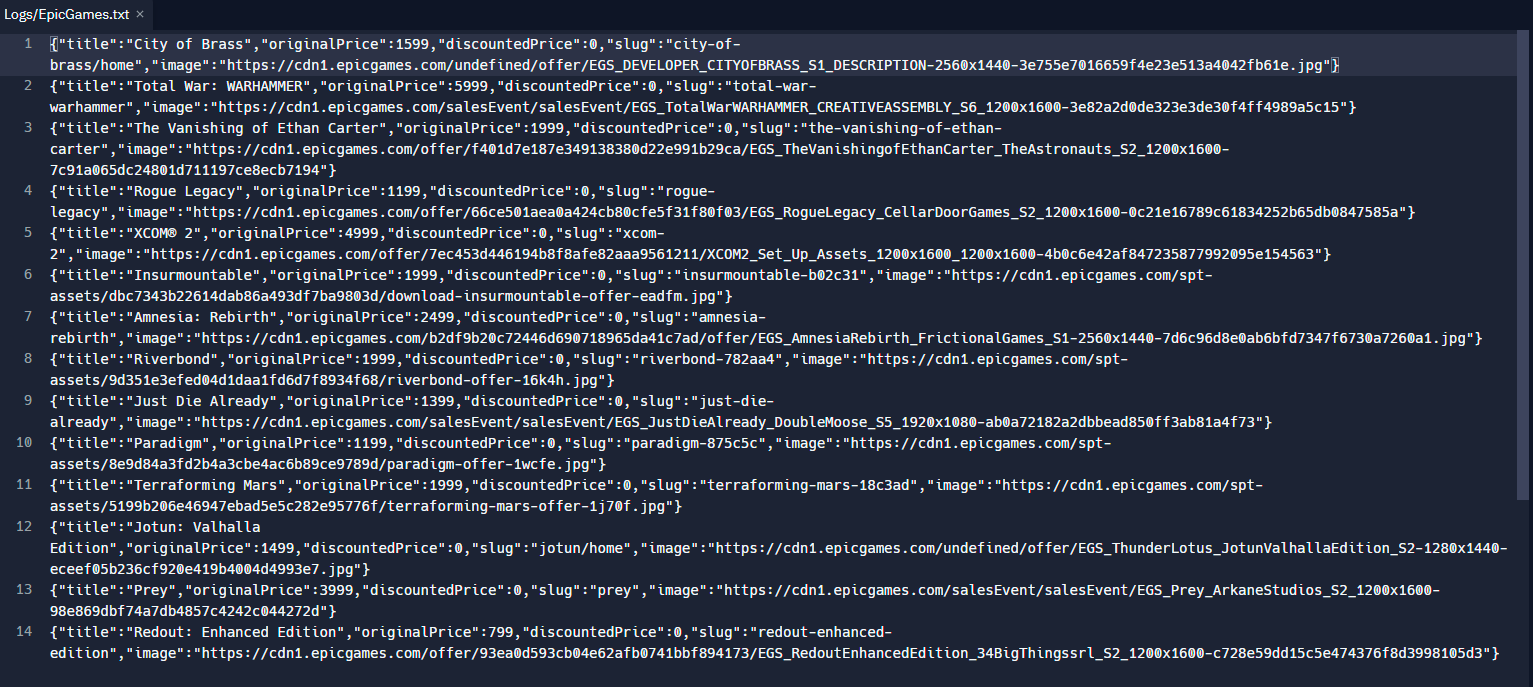 Logs/EpicGames.txt ×
1 {"title":"City of Brass","originalPrice":1599,"discountedPrice":0,"slug":"city-of-
brass/home","image":"https://cdn1.epicgames.com/undefined/offer/EGS_DEVELOPER_CITYOFBRASS_S1_DESCRIPTION-2560x1440-3e755e7016659f4e23e513a4042fb61e.jpg"}
2 {"title":"Total War: WARHAMMER","originalPrice":5999,"discountedPrice":0,"slug":"total-war-
warhammer","image":"https://cdn1.epicgames.com/salesEvent/salesEvent/EGS_TotalWarWARHAMMER_CREATIVEASSEMBLY_S6_1200x1600-3e82a2d0de323e3de30f4ff4989a5c15"}
3 {"title":"The Vanishing of Ethan Carter","originalPrice":1999,"discountedPrice":0,"slug":"the-vanishing-of-ethan-
carter","image":"https://cdn1.epicgames.com/offer/f401d7e187e349138380d22e991b29ca/EGS_TheVanishingofEthanCarter_TheAstronauts_S2_1200x1600-
7c91a065dc24801d711197ce8ecb7194"}
4 {"title":"Rogue Legacy","originalPrice":1199,"discountedPrice":0,"slug":"rogue-
legacy","image":"https://cdn1.epicgames.com/offer/66ce501aea0a424cb80cfe5f31f80f03/EGS_RogueLegacy_CellarDoorGames_S2_1200x1600-0c21e16789c61834252b65db0847585a"}
5 {"title":"XCOM® 2","originalPrice":4999,"discountedPrice":0,"slug":"xcom-
2","image":"https://cdn1.epicgames.com/offer/7ec453d446194b8f8afe82aaa9561211/XCOM2_Set_Up_Assets_1200x1600_1200x1600-4b0c6e42af847235877992095e154563"}
6 {"title":"Insurmountable","originalPrice":1999,"discountedPrice":0,"slug":"insurmountable-b02c31","image":"https://cdn1.epicgames.com/spt-
assets/dbc7343b22614dab86a493df7ba9803d/download-insurmountable-offer-eadfm.jpg"}
7 {"title":"Amnesia: Rebirth","originalPrice":2499,"discountedPrice":0,"slug":"amnesia-
rebirth","image":"https://cdn1.epicgames.com/b2df9b20c72446d690718965da41c7ad/offer/EGS_AmnesiaRebirth_FrictionalGames_S1-2560x1440-7d6c96d8e0ab6bfd7347f6730a7260a1.jpg"}
8 {"title":"Riverbond","originalPrice":1999,"discountedPrice":0,"slug":"riverbond-782aa4","image":"https://cdn1.epicgames.com/spt-
assets/9d351e3efed04d1daa1fd6d7f8934f68/riverbond-offer-16k4h.jpg"}
9 {"title":"Just Die Already","originalPrice":1399,"discountedPrice":0,"slug":"just-die-
already","image":"https://cdn1.epicgames.com/salesEvent/salesEvent/EGS_JustDieAlready_DoubleMoose_S5_1920x1080-ab0a72182a2dbbead850ff3ab81a4f73"}
10 {"title":"Paradigm","originalPrice":1199,"discountedPrice":0,"slug":"paradigm-875c5c","image":"https://cdn1.epicgames.com/spt-
assets/8e9d84a3fd2b4a3cbe4ac6b89ce9789d/paradigm-offer-1wcfe.jpg"}
11 {"title":"Terraforming Mars","originalPrice":1999,"discountedPrice":0,"slug":"terraforming-mars-18c3ad","image":"https://cdn1.epicgames.com/spt-
assets/5199b206e46947ebad5e5c282e95776f/terraforming-mars-offer-1j70f.jpg"}
12 {"title":"Jotun: Valhalla
Edition","originalPrice":1499,"discountedPrice":0,"slug":"jotun/home","image":"https://cdn1.epicgames.com/undefined/offer/EGS_ThunderLotus_JotunValhallaEdition_S2-1280x1440-
eceef05b236cf920e419b4004d4993e7.jpg"}
13 {"title":"Prey","originalPrice":3999,"discountedPrice":0,"slug":"prey","image":"https://cdn1.epicgames.com/salesEvent/salesEvent/EGS_Prey_ArkaneStudios_S2_1200x1600-
98e869dbf74a7db4857c4242c044272d"}
14 {"title":"Redout: Enhanced Edition","originalPrice":799,"discountedPrice":0,"slug":"redout-enhanced-
edition","image":"https://cdn1.epicgames.com/offer/93ea0d593cb04e62afb0741bbf894173/EGS_RedoutEnhancedEdition_34BigThingssrl_S2_1200x1600-c728e59dd15c5e474376f8d3998105d3"}